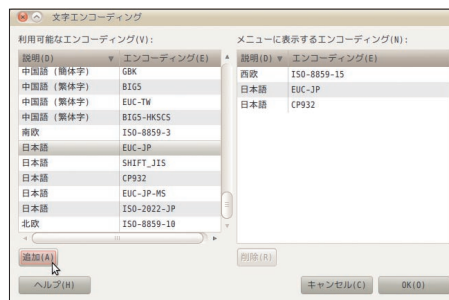 文字エンコーディング
利用可能なエンコーディング(V):
説明(D) エンコーディング(E)
中国語 (簡体字) GBK
中国語 (繁体字) BIG5
中国語 (繁体字) EUC-TW
中国語 (繁体字) BIG5-HKSCS
南欧 ISO-8859-3
日本語 EUC-JP
日本語 SHIFT_JIS
日本語 CP932
日本語 EUC-JP-MS
日本語 ISO-2022-JP
北欧 ISO-8859-10
追加(A)
ヘルプ(H)
メニューに表示するエンコーディング(N):
説明(D) エンコーディング(E)
西欧 ISO-8859-15
日本語 EUC-JP
日本語 CP932
削除(R)
キャンセル(C) OK(O)